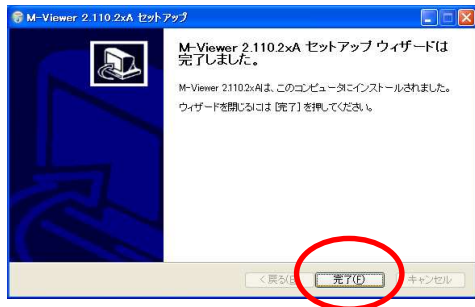 M-Viewer 2.110.2xA セットアップ
M-Viewer 2.110.2xA セットアップ ウィザードは
完了しました。
M-Viewer 2.110.2xAは、このコンピュータにインストールされました。
ウィザードを閉じるには [完了] を押してください。
< 戻る(B) 完了(F) キャンセル